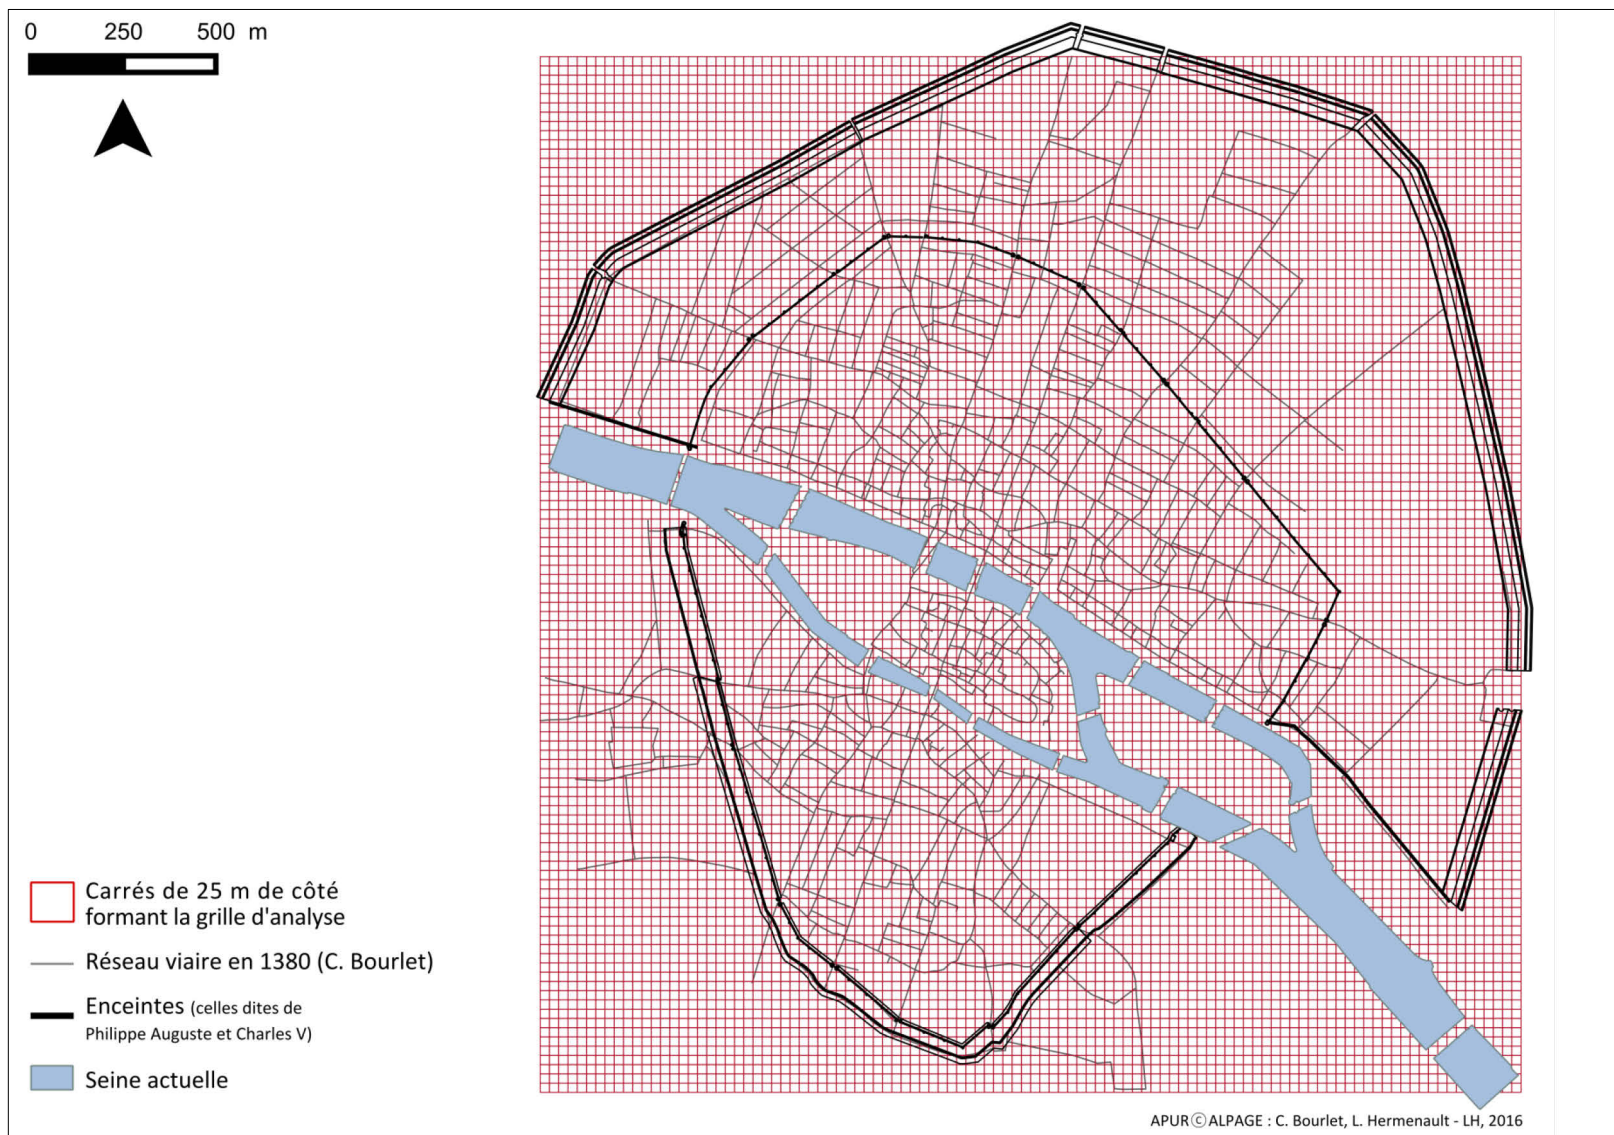 0 250 500 m
Carrés de 25 m de côté
formant la grille d'analyse
Réseau viaire en 1380 (C. Bourlet)
Enceintes (celles dites de
Philippe Auguste et Charles V)
Seine actuelle
APUR©ALPAGE : C. Bourlet, L. Hermenault - LH, 2016